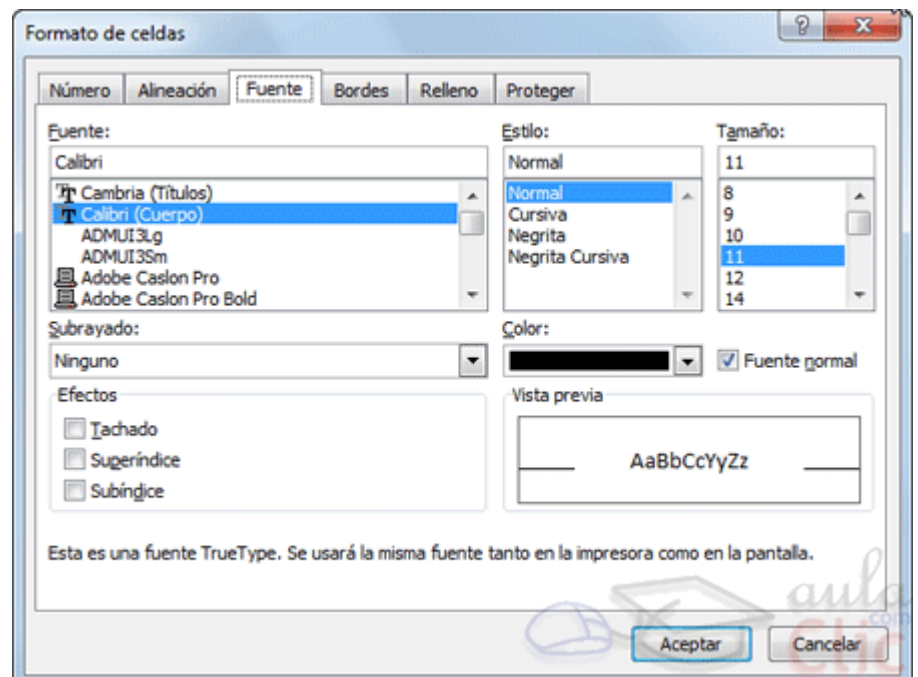 Formato de celdas
Número Alineación Fuente Bordes Relleno Proteger
Fuente: Estilo: Tamaño:
Calibri Normal 11
Cambria (Títulos) Normal 8
Calibri (Cuerpo) Cursiva 9
ADMUI3Lg Negrita 10
ADMUI3Sm Negrita Cursiva 11
Adobe Caslon Pro 12
Adobe Caslon Pro Bold 14
Subrayado: Color:
Ninguno Fuente normal
Efectos Vista previa
Tachado
Superíndice AaBbCcYyZz
Subíndice
Esta es una fuente TrueType. Se usará la misma fuente tanto en la impresora como en la pantalla.
aula
.com
Clic
Aceptar Cancelar